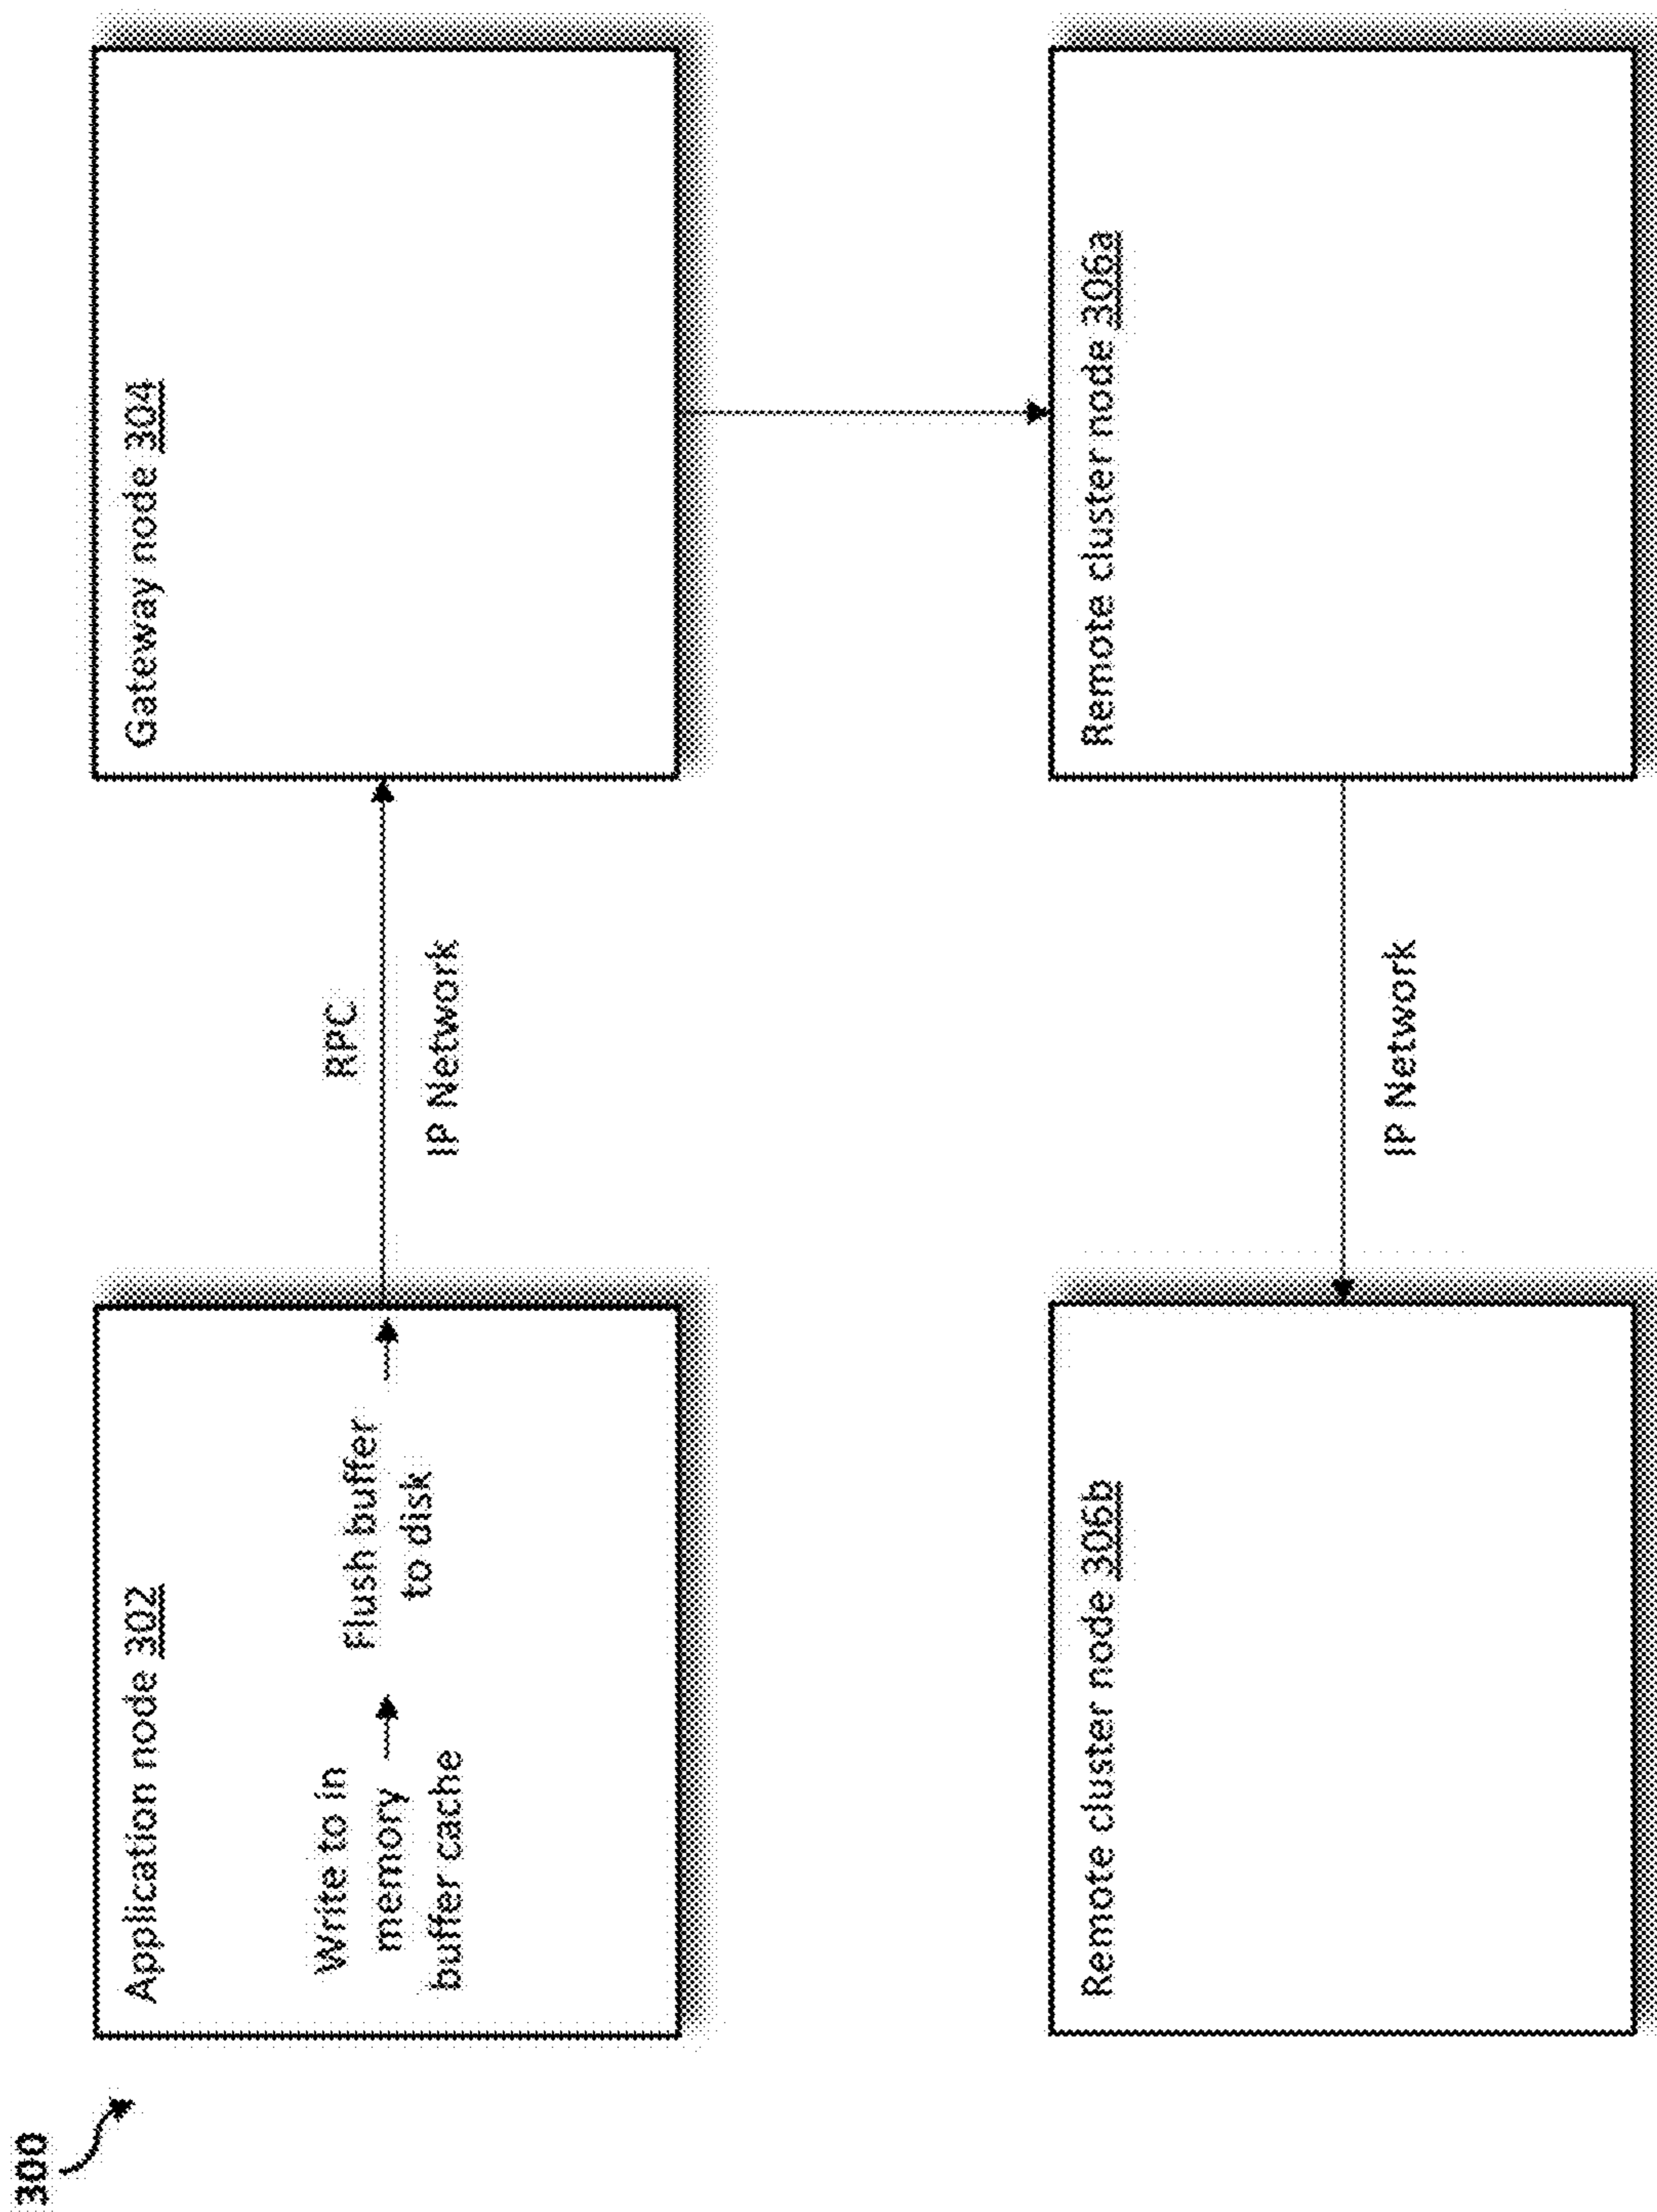 300
Application node 302
Write to in
memory
buffer cache
Flush buffer
to disk
RPC
IP Network
Gateway node 304
Remote cluster node 306b
IP Network
Remote cluster node 306a